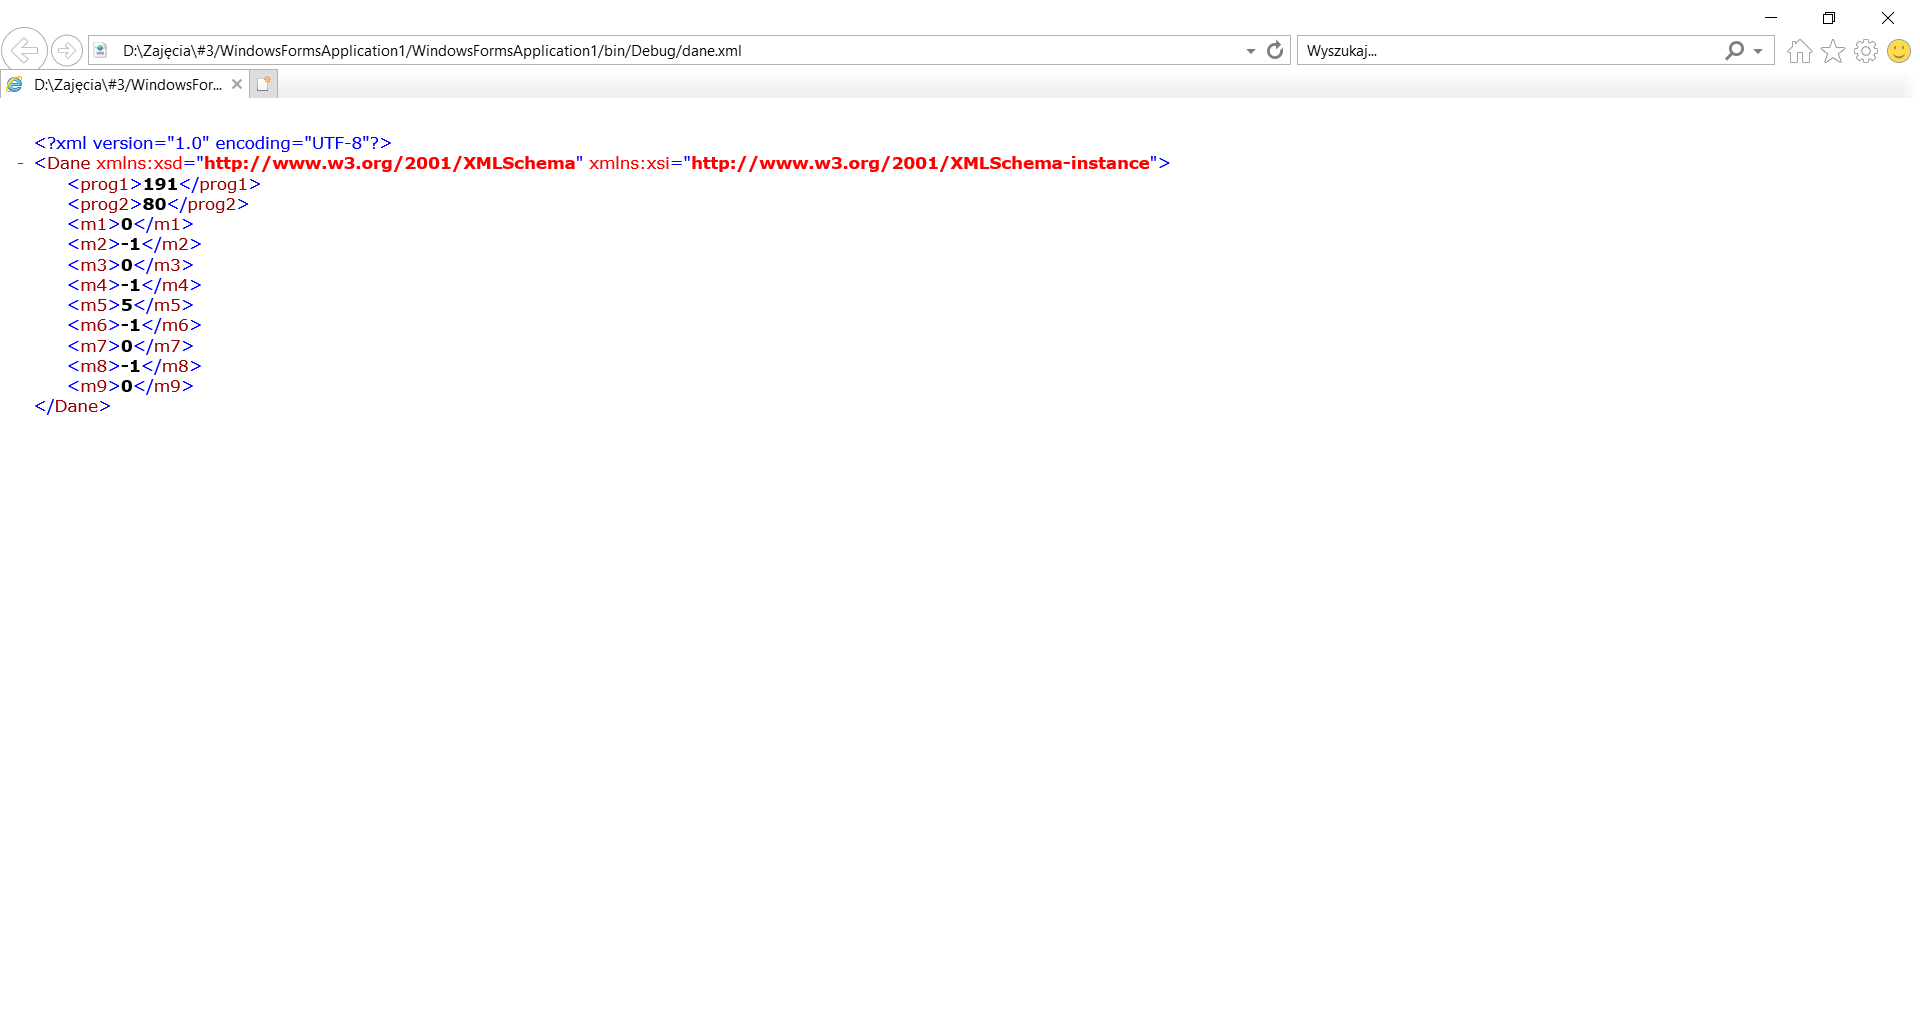 D:\Zajęcia\#3/WindowsFormsApplication1/WindowsFormsApplication1/bin/Debug/dane.xml
Wyszukaj...
D:\Zajęcia\#3/WindowsFor...
<?xml version="1.0" encoding="UTF-8"?>
- <Dane xmlns:xsd="http://www.w3.org/2001/XMLSchema" xmlns:xsi="http://www.w3.org/2001/XMLSchema-instance">
<prog1>191</prog1>
<prog2>80</prog2>
<m1>0</m1>
<m2>-1</m2>
<m3>0</m3>
<m4>-1</m4>
<m5>5</m5>
<m6>-1</m6>
<m7>0</m7>
<m8>-1</m8>
<m9>0</m9>
</Dane>